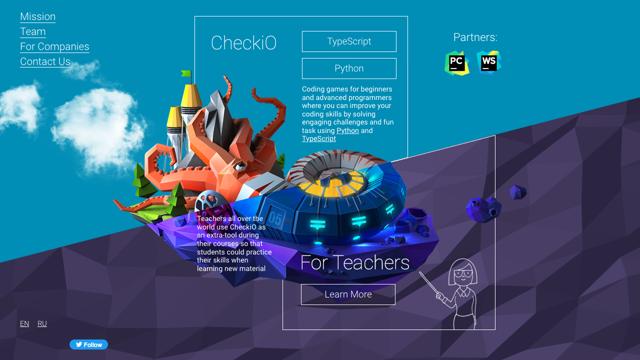 Mission
Team
For Companies
Contact Us
CheckiO
TypeScript
Python
Coding games for beginners
and advanced programmers
where you can improve your
coding skills by solving
engaging challenges and fun
task using Python and
TypeScript
Partners:
PC
WS
05
Teachers all over the
world use CheckiO as
an extra-tool during
their courses so that
students could practice
their skills when
learning new material
For Teachers
Learn More
EN RU
Follow